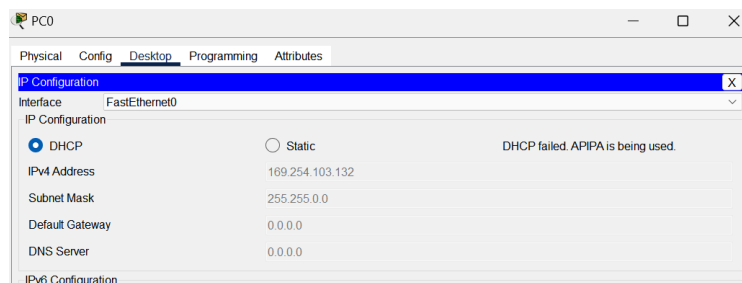 PC0
Physical Config Desktop Programming Attributes
IP Configuration X
Interface FastEthernet0
IP Configuration
DHCP Static DHCP failed. APIPA is being used.
IPv4 Address 169.254.103.132
Subnet Mask 255.255.0.0
Default Gateway 0.0.0.0
DNS Server 0.0.0.0
IPv6 Configuration